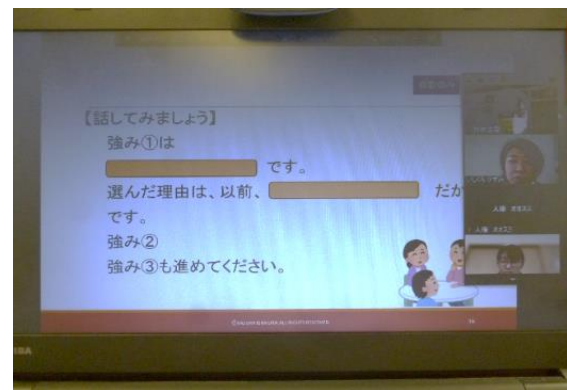 【話してみましょう】
強み①は
です。
選んだ理由は、以前、 だか
です。
強み②
強み③も進めてください。